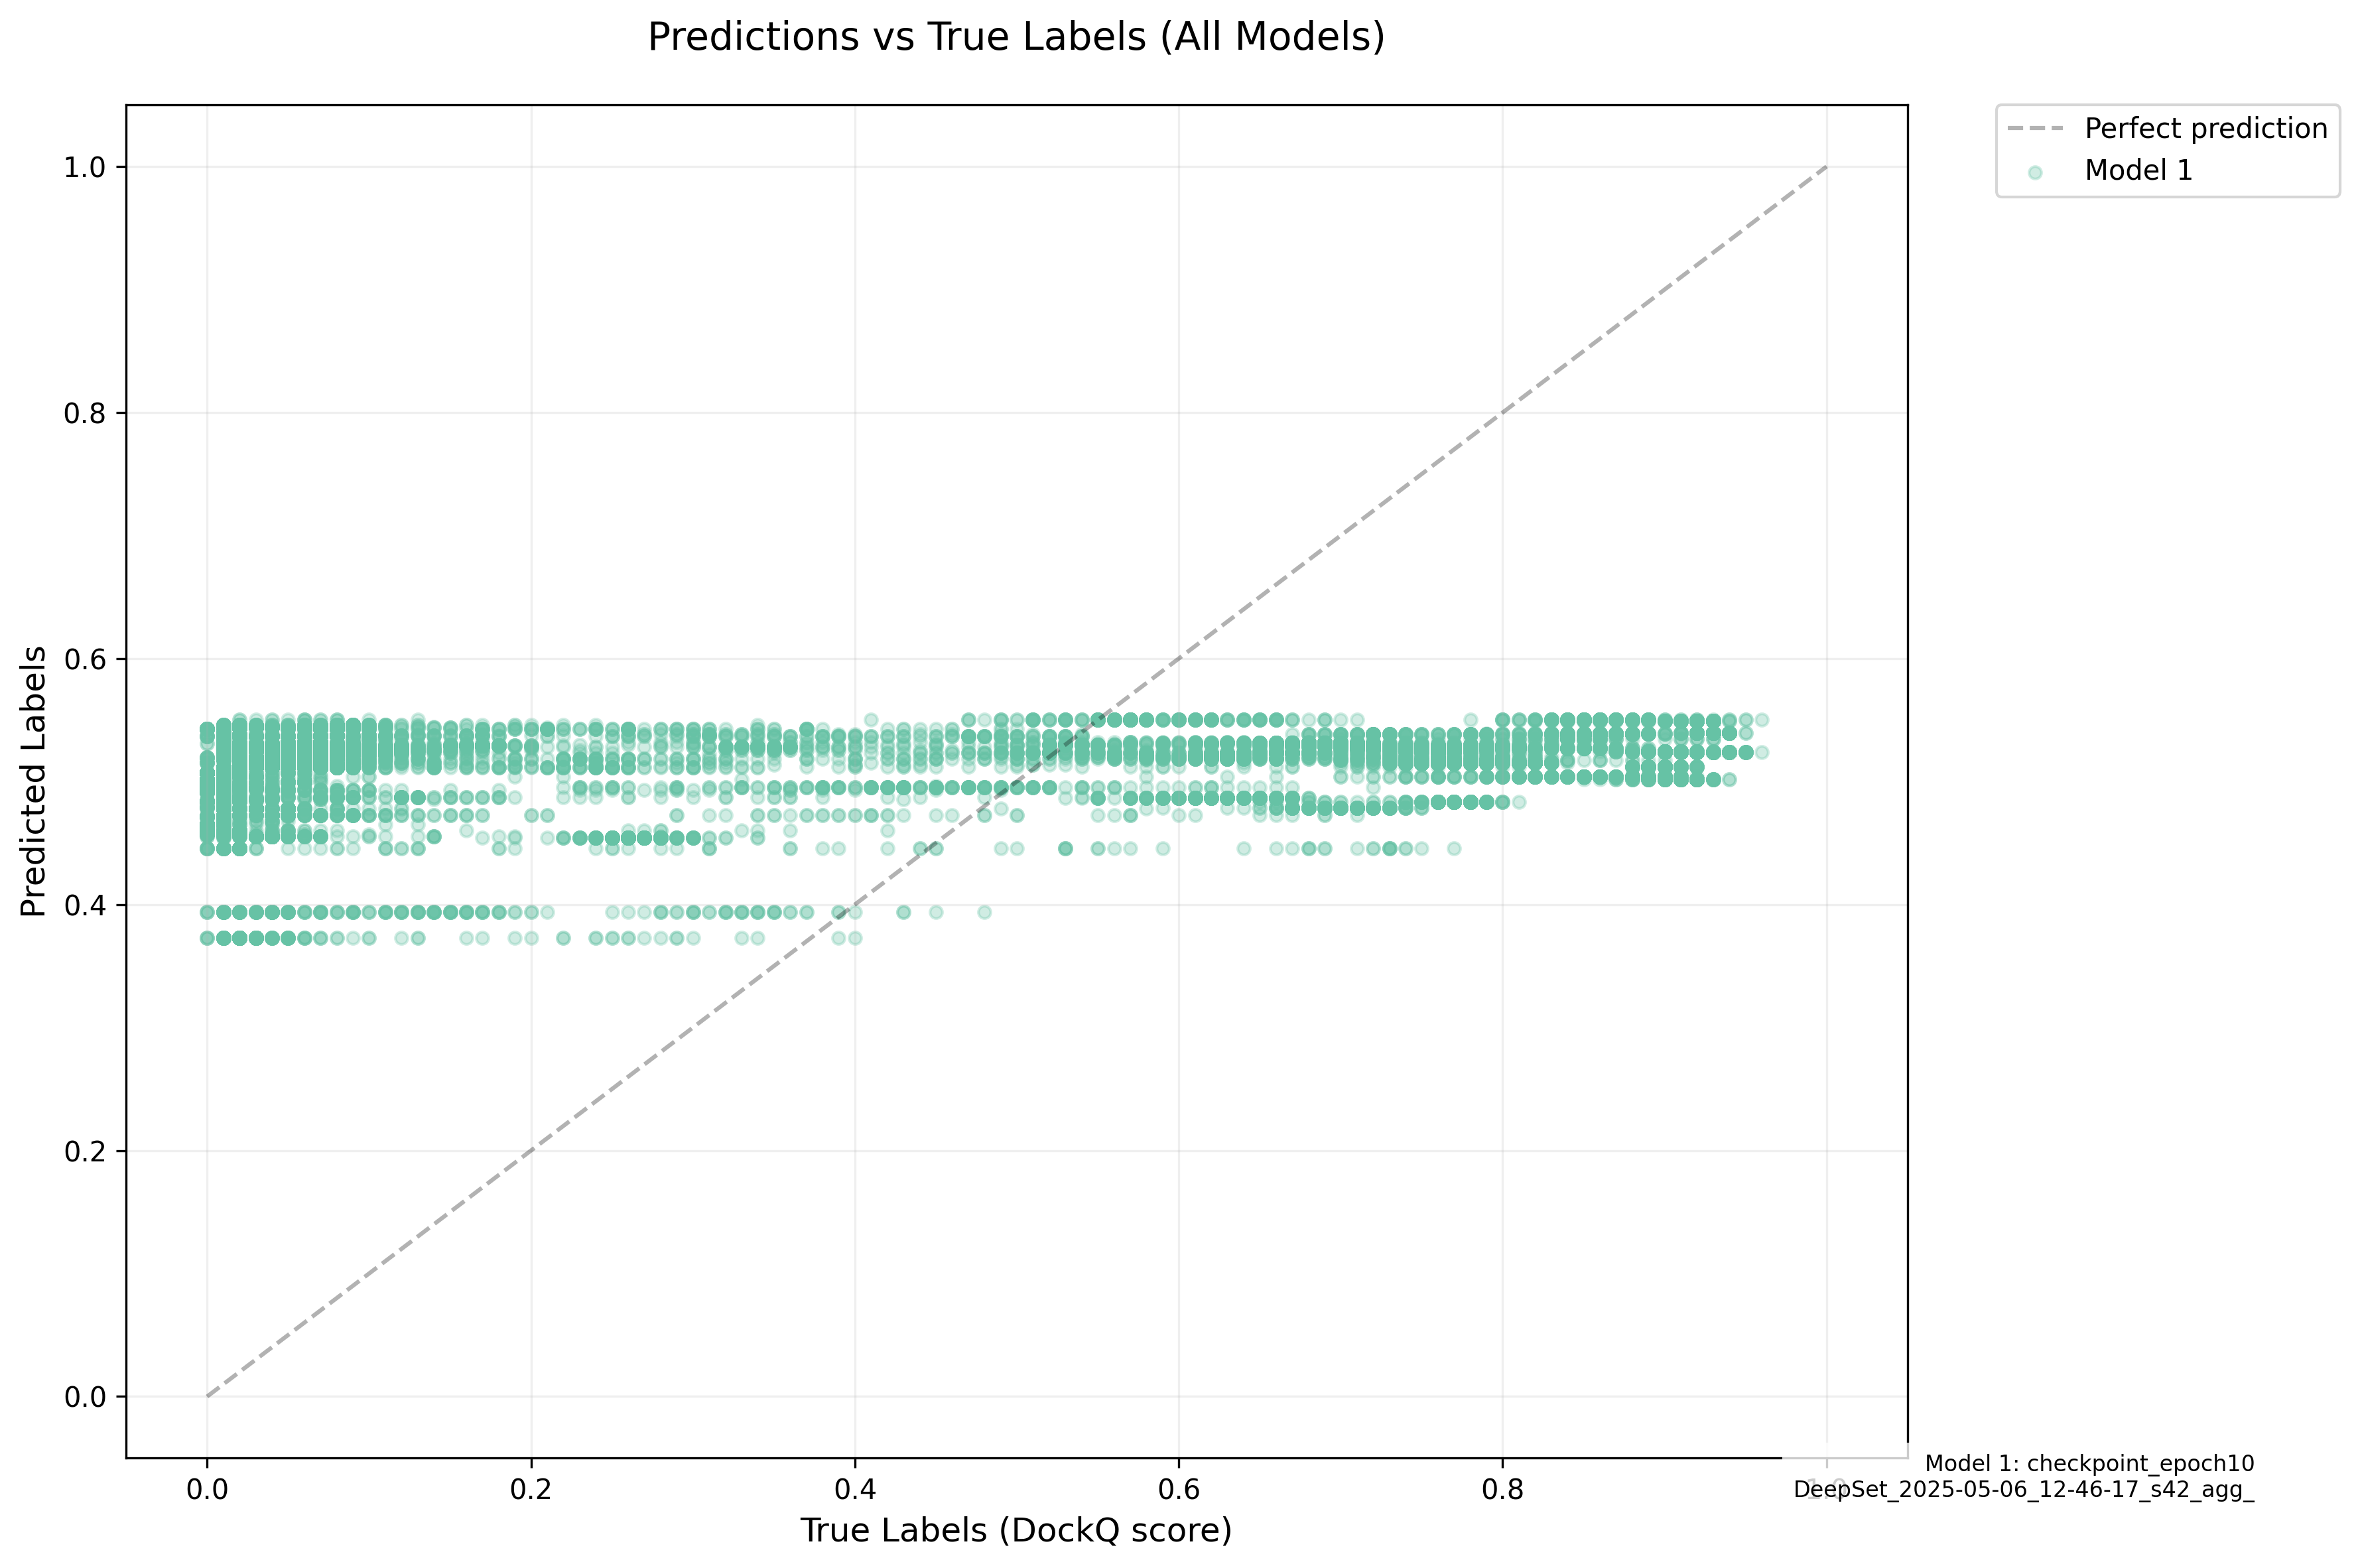 Predictions vs True Labels (All Models)
Perfect prediction
Model 1
Predicted Labels
1.0
0.8
0.6
0.4
0.2
0.0
0.0 0.2 0.4 0.6 0.8 1.0
True Labels (DockQ score)
Model 1: checkpoint_epoch10
DeepSet_2025-05-06_12-46-17_s42_agg_